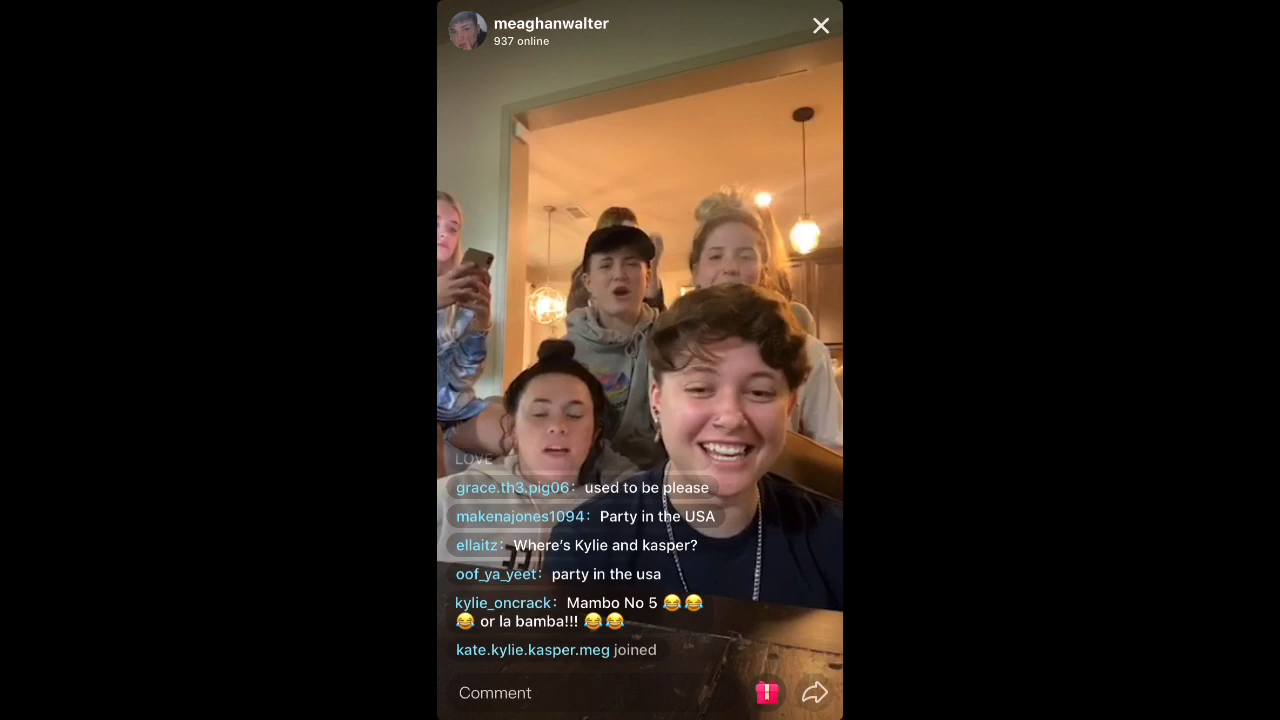 meaghanwalter
937 online
LOVE
grace.th3.pig06: used to be please
makenajones1094: Party in the USA
ellaitz: Where's Kylie and kasper?
oof_ya_yeet: party in the usa
kylie_oncrack: Mambo No 5 😂😂
😂 or la bamba!!! 😂😂
kate.kylie.kasper.meg joined
Comment